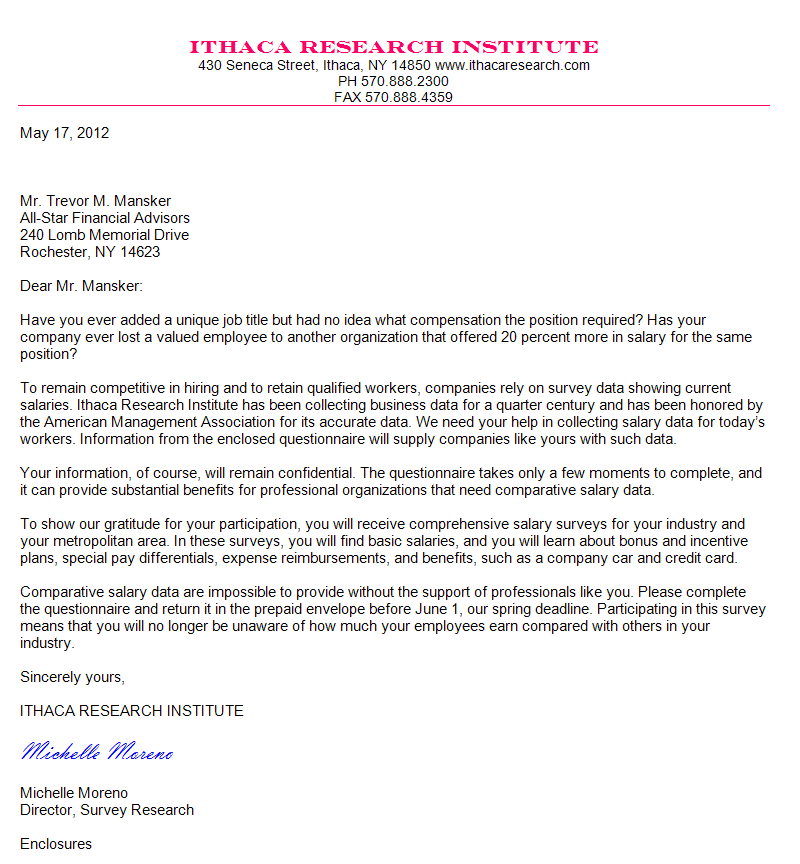 ITHACA RESEARCH INSTITUTE
430 Seneca Street, Ithaca, NY 14850 www.ithacaresearch.com
PH 570.888.2300
FAX 570.888.4359
May 17, 2012
Mr. Trevor M. Mansker
All-Star Financial Advisors
240 Lomb Memorial Drive
Rochester, NY 14623
Dear Mr. Mansker:
Have you ever added a unique job title but had no idea what compensation the position required? Has your
company ever lost a valued employee to another organization that offered 20 percent more in salary for the same
position?
To remain competitive in hiring and to retain qualified workers, companies rely on survey data showing current
salaries. Ithaca Research Institute has been collecting business data for a quarter century and has been honored by
the American Management Association for its accurate data. We need your help in collecting salary data for today’s
workers. Information from the enclosed questionnaire will supply companies like yours with such data.
Your information, of course, will remain confidential. The questionnaire takes only a few moments to complete, and
it can provide substantial benefits for professional organizations that need comparative salary data.
To show our gratitude for your participation, you will receive comprehensive salary surveys for your industry and
your metropolitan area. In these surveys, you will find basic salaries, and you will learn about bonus and incentive
plans, special pay differentials, expense reimbursements, and benefits, such as a company car and credit card.
Comparative salary data are impossible to provide without the support of professionals like you. Please complete
the questionnaire and return it in the prepaid envelope before June 1, our spring deadline. Participating in this survey
means that you will no longer be unaware of how much your employees earn compared with others in your
industry.
Sincerely yours,
ITHACA RESEARCH INSTITUTE
Michelle Moreno
Michelle Moreno
Director, Survey Research
Enclosures